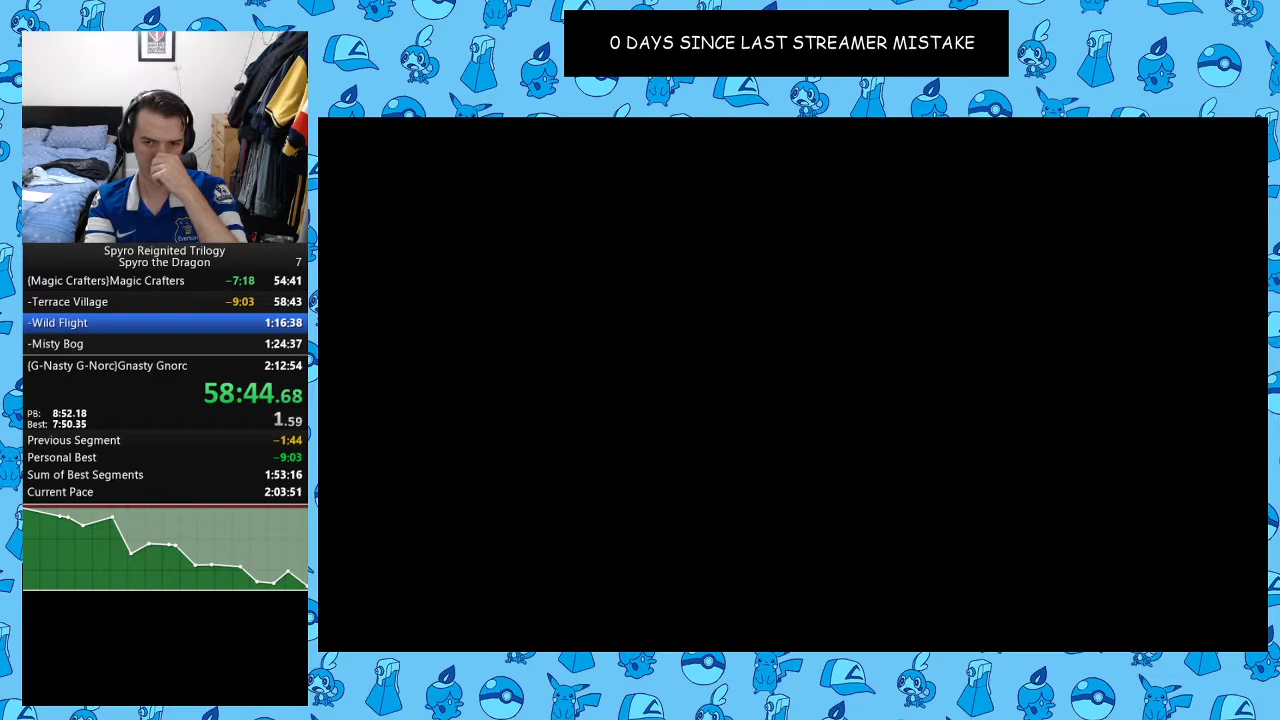 0 DAYS SINCE LAST STREAMER MISTAKE
Everton
Spyro Reignited Trilogy
Spyro the Dragon 7
{Magic Crafters}Magic Crafters −7:18 54:41
-Terrace Village −9:03 58:43
-Wild Flight 1:16:38
-Misty Bog 1:24:37
{G-Nasty G-Norc}Gnasty Gnorc 2:12:54
58:44.68
PB: 8:52.18
Best: 7:50.35 1.59
Previous Segment −1:44
Personal Best −9:03
Sum of Best Segments 1:53:16
Current Pace 2:03:51